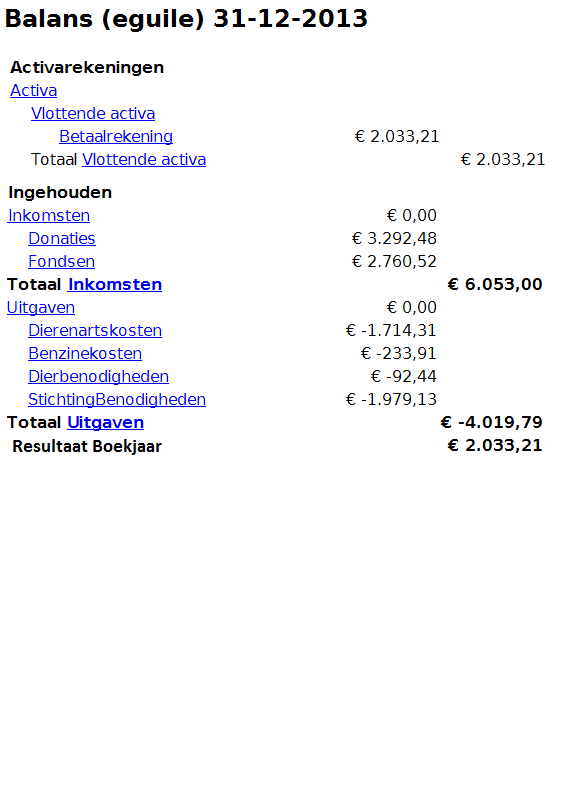 Balans (eguile) 31-12-2013
Activarekeningen
Activa
Vlottende activa
Betaalrekening € 2.033,21
Totaal Vlottende activa € 2.033,21
Ingehouden
Inkomsten € 0,00
Donaties € 3.292,48
Fondsen € 2.760,52
Totaal Inkomsten € 6.053,00
Uitgaven € 0,00
Dierenartskosten € -1.714,31
Benzinekosten € -233,91
Dierbenodigheden € -92,44
StichtingBenodigheden € -1.979,13
Totaal Uitgaven € -4.019,79
Resultaat Boekjaar € 2.033,21